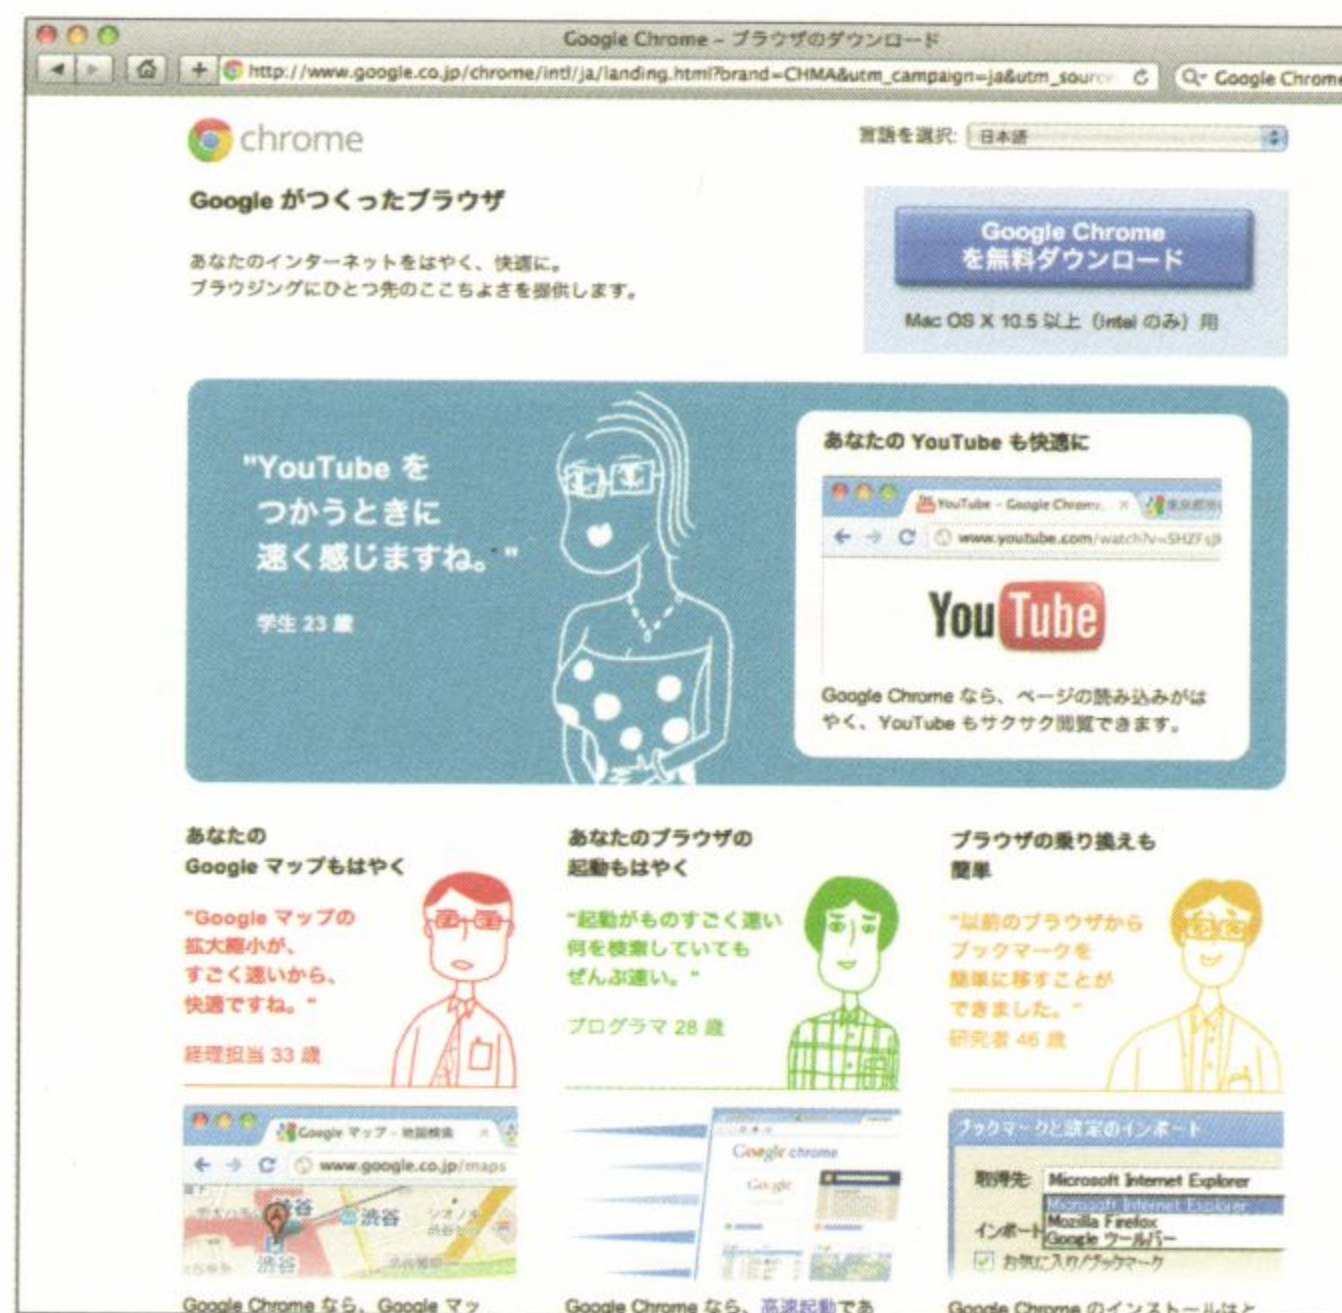 Google Chrome – ブラウザのダウンロード
http://www.google.co.jp/chrome/intl/ja/landing.html?brand=CHMA&utm_campaign=ja&utm_sourc
Google Chrome
chrome
言語を選択: 日本語
Google がつくったブラウザ
あなたのインターネットをはやく、快適に。
ブラウジングにひとつ先のここちよさを提供します。
Google Chrome
を無料ダウンロード
Mac OS X 10.5 以上 (Intel のみ) 用
"YouTube を
つかうときに
速く感じますね。"
学生 23 歳
あなたの YouTube も快適に
YouTube – Google Chrome
www.youtube.com/watch?v=SHZFsJK
YouTube
Google Chrome なら、ページの読み込みがは
やく、YouTube もサクサク閲覧できます。
あなたの
Google マップもはやく
"Google マップの
拡大縮小が、
すごく速いから、
快適ですね。"
経理担当 33 歳
Google マップ - 地図検索
www.google.co.jp/maps
渋谷
渋谷
渋谷
Google Chrome なら、Google マッ
あなたのブラウザの
起動もはやく
"起動がものすごく速い
何を検索していても
ぜんぶ速い。"
プログラマ 28 歳
Google chrome
Google
Google Chrome なら、高速起動であ
ブラウザの乗り換えも
簡単
"以前のブラウザから
ブックマークを
簡単に移すことが
できました。"
研究者 46 歳
ブックマークと設定のインポート
取得先: Microsoft Internet Explorer
Microsoft Internet Explorer
インポート
Mozilla Firefox
Google ツールバー
お気に入り/ブックマーク
Google Chrome のインストールはと